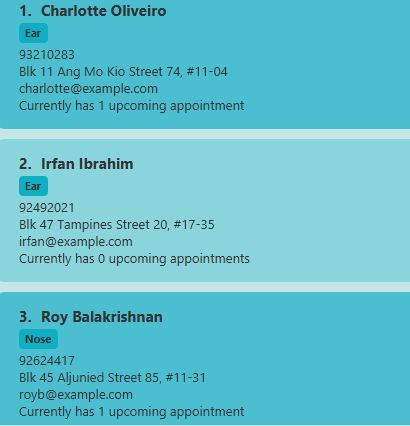 1. Charlotte Oliveiro
Ear
93210283
Blk 11 Ang Mo Kio Street 74, #11-04
charlotte@example.com
Currently has 1 upcoming appointment
2. Irfan Ibrahim
Ear
92492021
Blk 47 Tampines Street 20, #17-35
irfan@example.com
Currently has 0 upcoming appointments
3. Roy Balakrishnan
Nose
92624417
Blk 45 Aljunied Street 85, #11-31
royb@example.com
Currently has 1 upcoming appointment